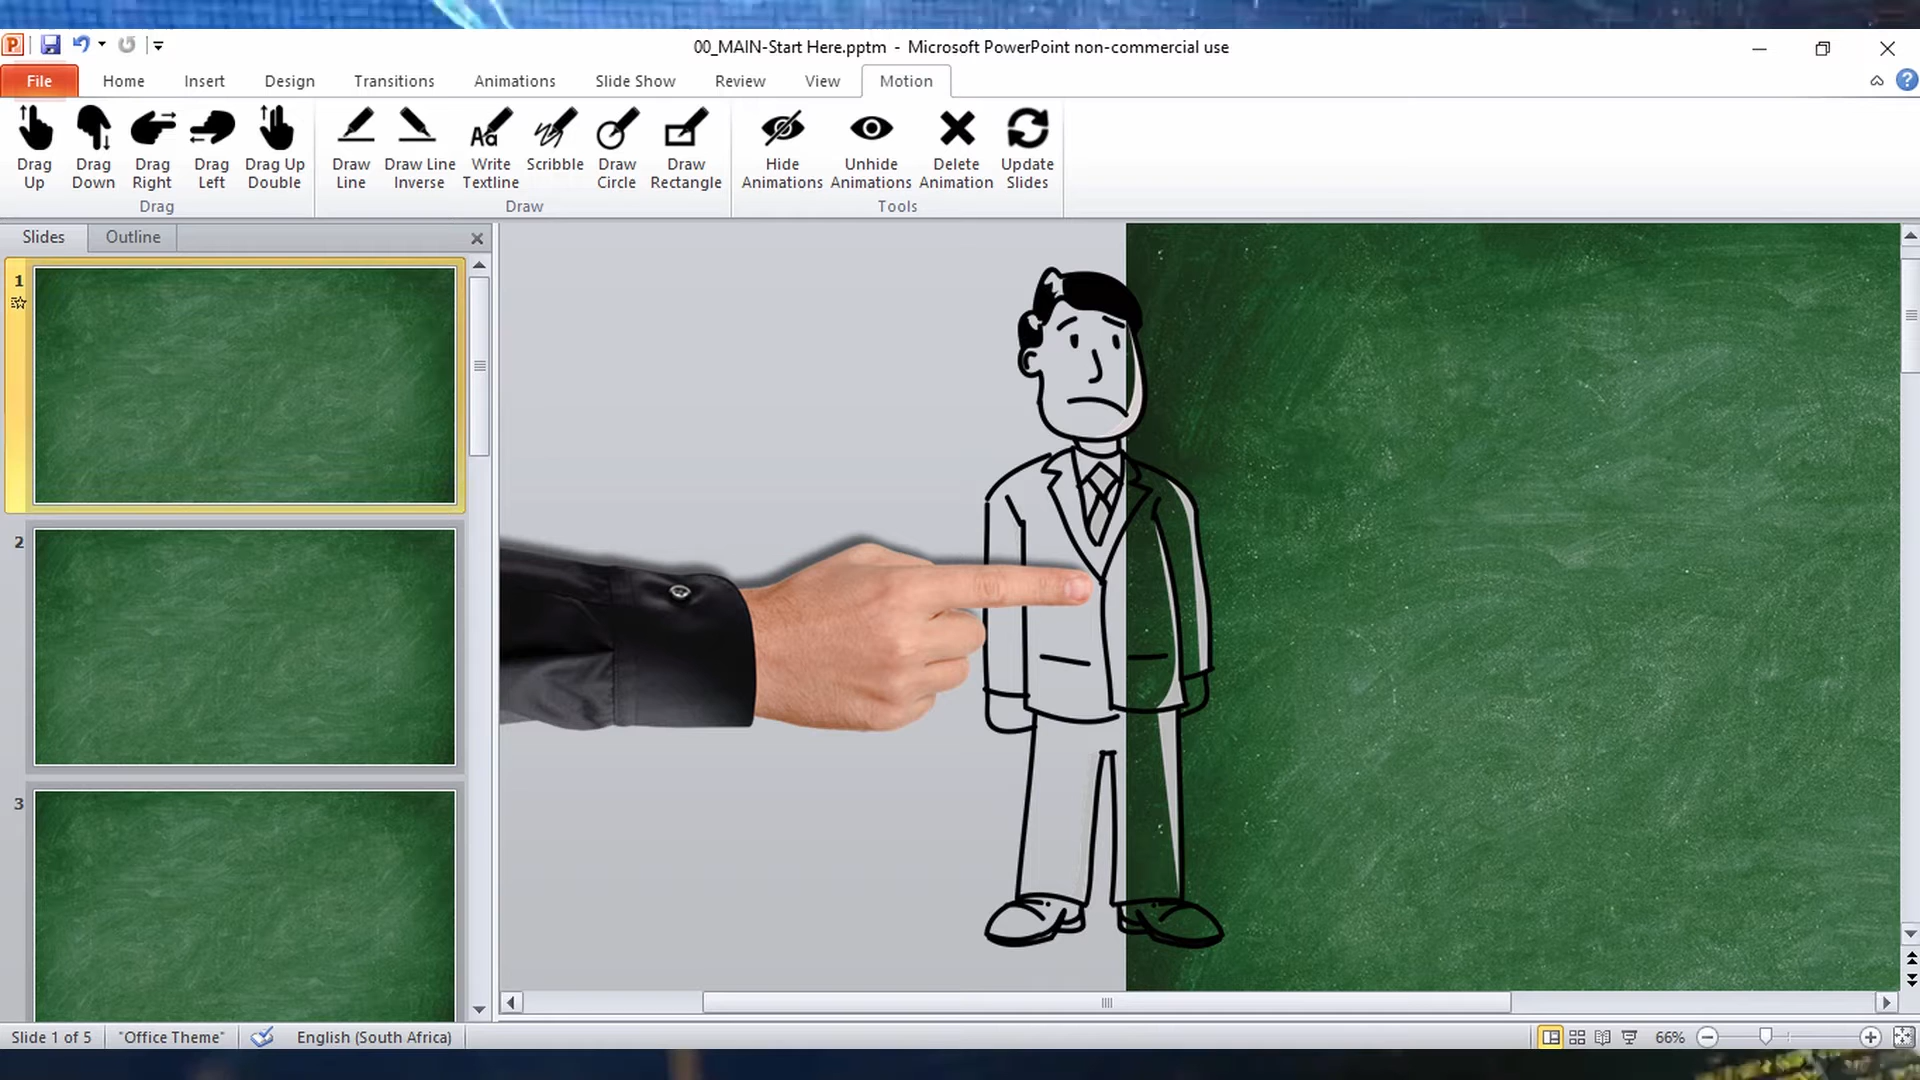 00_MAIN-Start Here.pptm - Microsoft PowerPoint non-commercial use
File Home Insert Design Transitions Animations Slide Show Review View Motion
Drag Up
Drag Down
Drag Right
Drag Left
Drag Up Double
Drag
Draw Line
Draw Line Inverse
Write Textline
Scribble
Draw Circle
Draw Rectangle
Draw
Hide Animations
Unhide Animations
Delete Animation
Update Slides
Tools
Slides Outline
1
2
3
Slide 1 of 5 "Office Theme" English (South Africa) 66%